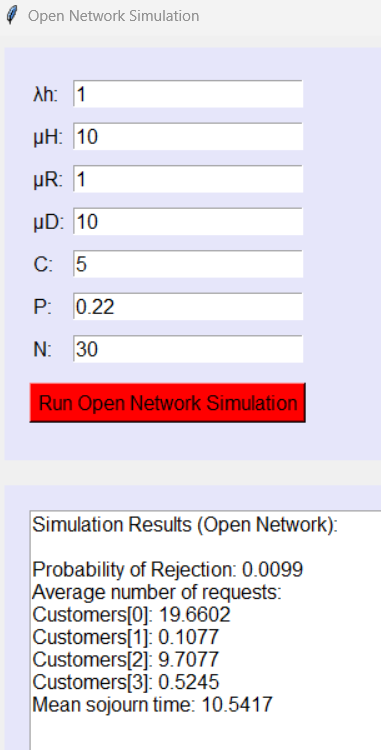 Open Network Simulation
λh: 1
μH: 10
μR: 1
μD: 10
C: 5
P: 0.22
N: 30
Run Open Network Simulation
Simulation Results (Open Network):
Probability of Rejection: 0.0099
Average number of requests:
Customers[0]: 19.6602
Customers[1]: 0.1077
Customers[2]: 9.7077
Customers[3]: 0.5245
Mean sojourn time: 10.5417